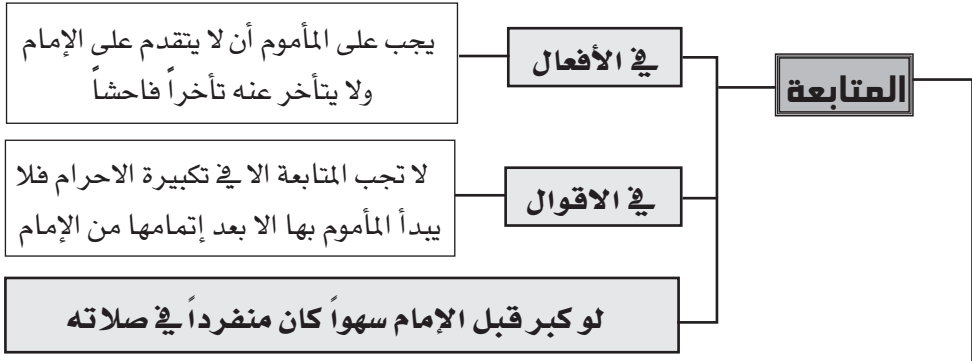 المتابعة
في الأفعال
يجب على المأموم أن لا يتقدم على الإمام
ولا يتأخر عنه تأخراً فاحشاً
في الاقوال
لا تجب المتابعة الا في تكبيرة الاحرام فلا
يبدأ المأموم بها الا بعد إتمامها من الإمام
لو كبر قبل الإمام سهواً كان منفرداً في صلاته